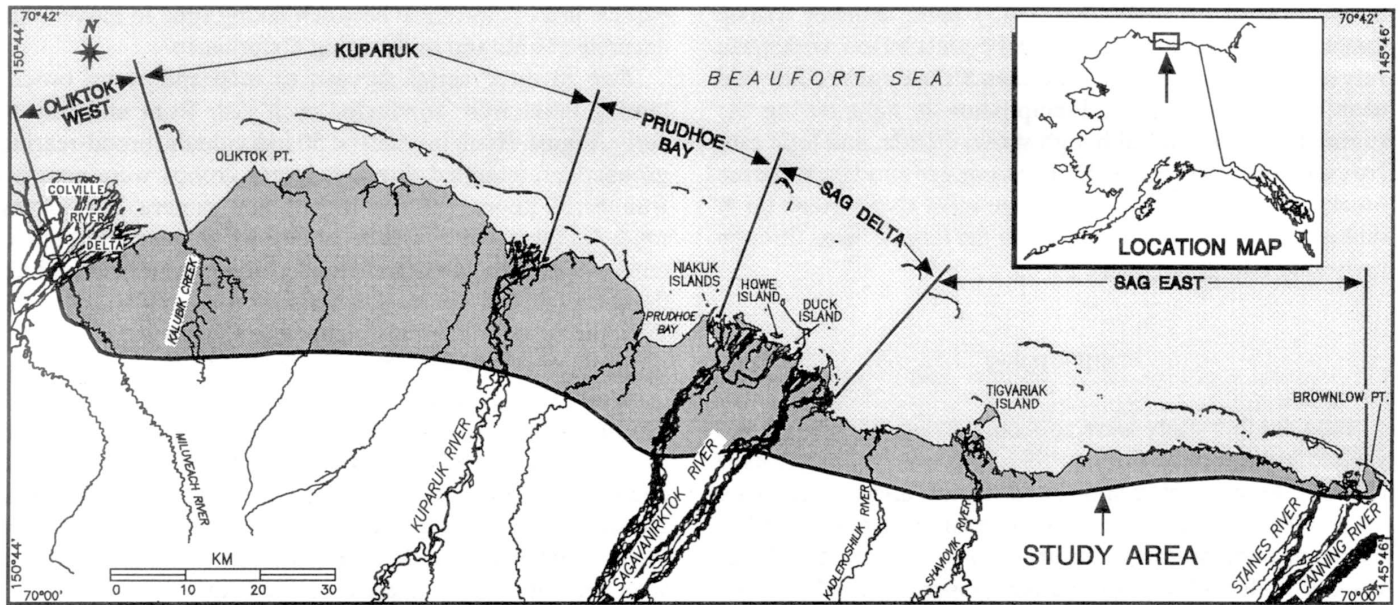 70°42'
70°42'
150°44'
145°46'
N
KUPARUK
BEAUFORT SEA
OLIKTOK
WEST
PRUDHOE
BAY
OLIKTOK PT.
SAG DELTA
LOCATION MAP
COLVILLE
RIVER
DELTA
KALUBIK CREEK
NIAKUK
ISLANDS
HOWE
ISLAND
DUCK
ISLAND
SAG EAST
PRUDHOE
BAY
TIGVARIAK
ISLAND
BROWNLOW PT.
MILUVEACH RIVER
KUPARUK RIVER
SAGAVANIRKTOK RIVER
KADLEROSHILIK RIVER
SHAVIOVIK RIVER
STUDY AREA
STAINES RIVER
CANNING RIVER
KM
0 10 20 30
150°44'
145°46'
70°00'
70°00'